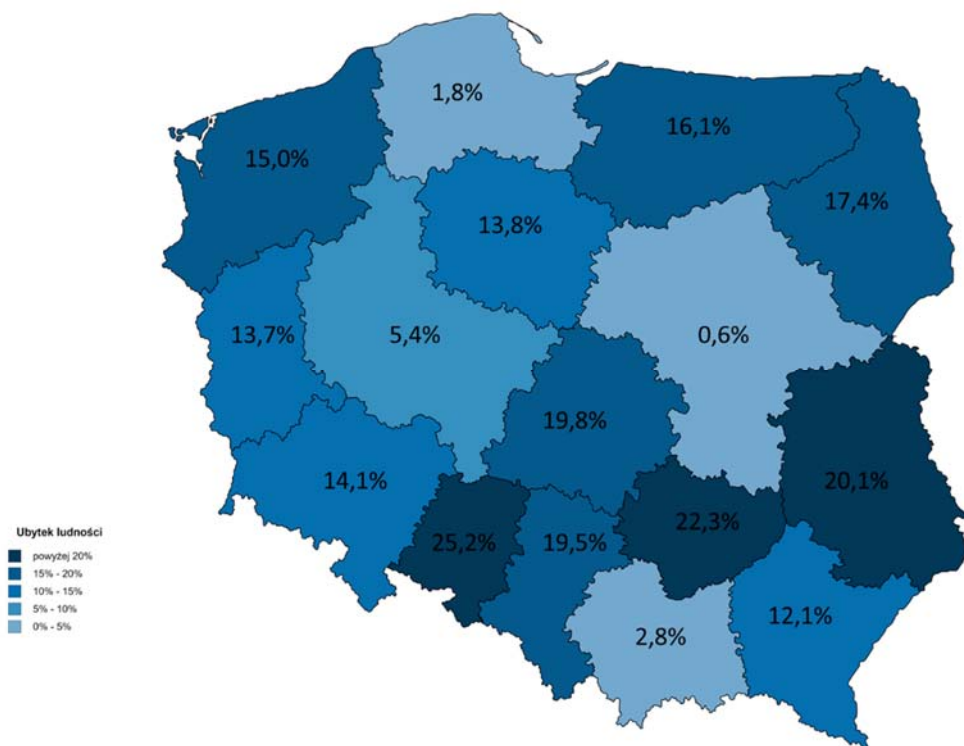 1,8%
16,1%
15,0%
17,4%
13,8%
13,7%
5,4%
0,6%
19,8%
14,1%
20,1%
22,3%
25,2%
19,5%
12,1%
2,8%
Ubytek ludności
powyżej 20%
15% - 20%
10% - 15%
5% - 10%
0% - 5%